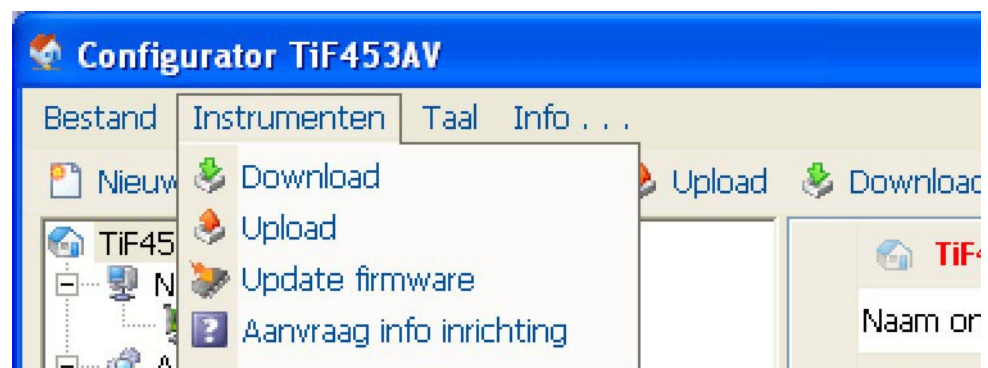 Configurator TiF453AV
Bestand Instrumenten Taal Info . . .
Nieuw Upload Download
Download
Upload
Update firmware
Aanvraag info inrichting
TiF45
TiF4
N
A
Naam on